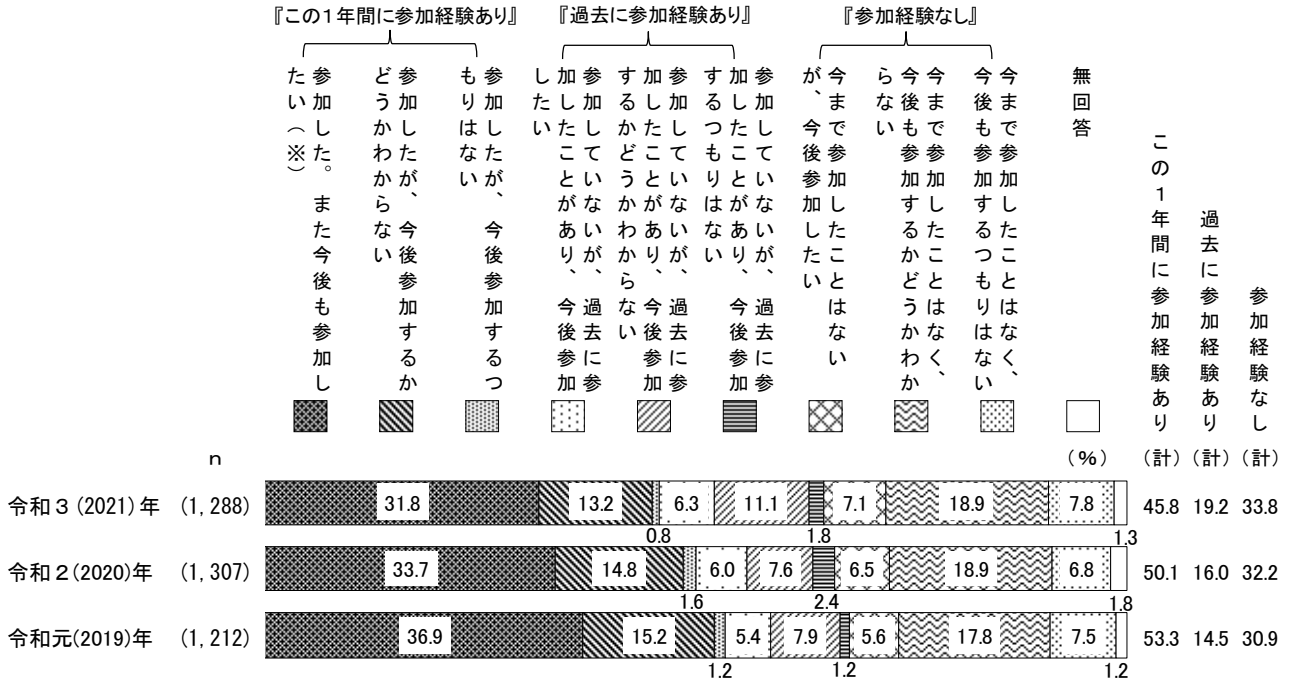 『この１年間に参加経験あり』 『過去に参加経験あり』 『参加経験なし』
参加した。また今後も参加し
たい（※）
参加したが、今後参加するか
どうかわからない
参加したが、今後参加するつ
もりはない
参加していないが、過去に参
加したことがあり、今後参加
したい
参加していないが、過去に参
加したことがあり、今後参加
するかどうかわからない
参加していないが、過去に参
加したことがあり、今後参加
するつもりはない
今まで参加したことはない
が、今後参加したい
今まで参加したことはなく、
今後も参加するかどうかわか
らない
今まで参加したことはなく、
今後も参加するつもりはない
無回答
この１年間に参加経験あり
過去に参加経験あり
参加経験なし
n （％） （計） （計） （計）
令和３(2021)年 (1,288) 31.8 13.2 6.3 11.1 7.1 18.9 7.8 45.8 19.2 33.8
0.8 1.8 1.3
令和２(2020)年 (1,307) 33.7 14.8 6.0 7.6 6.5 18.9 6.8 50.1 16.0 32.2
1.6 2.4 1.8
令和元(2019)年 (1,212) 36.9 15.2 5.4 7.9 5.6 17.8 7.5 53.3 14.5 30.9
1.2 1.2 1.2